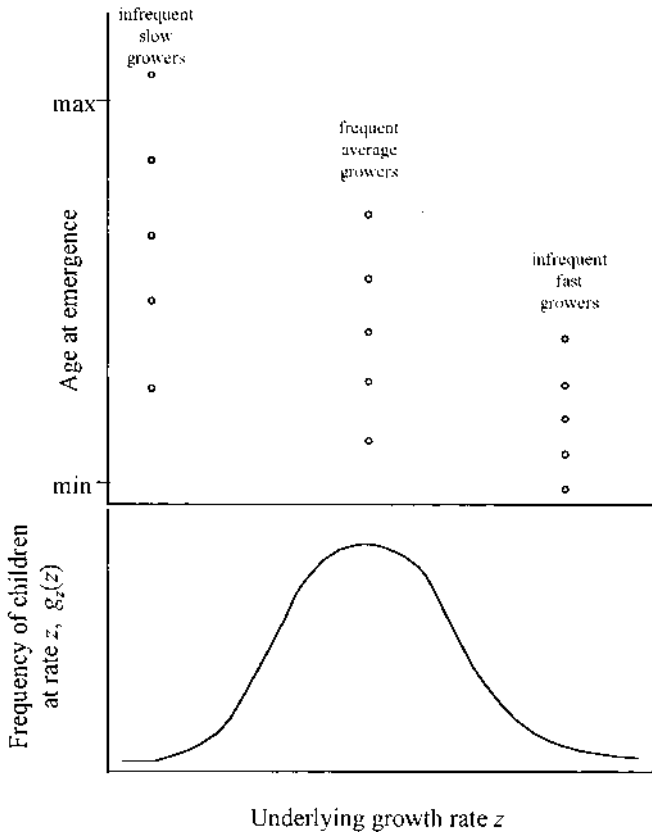 infrequent
slow
growers
max
frequent
average
growers
infrequent
fast
growers
Age at emergence
min
Frequency of children
at rate z, g_z(z)
Underlying growth rate z